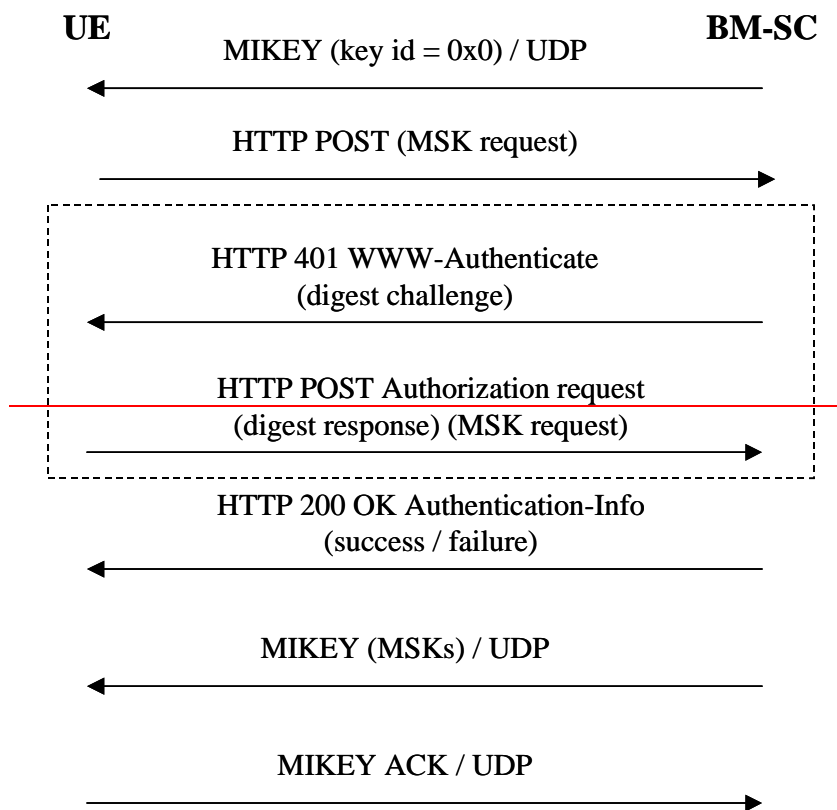 UE
BM-SC
MIKEY (key id = 0x0) / UDP
HTTP POST (MSK request)
HTTP 401 WWW-Authenticate
(digest challenge)
HTTP POST Authorization request
(digest response) (MSK request)
HTTP 200 OK Authentication-Info
(success / failure)
MIKEY (MSKs) / UDP
MIKEY ACK / UDP